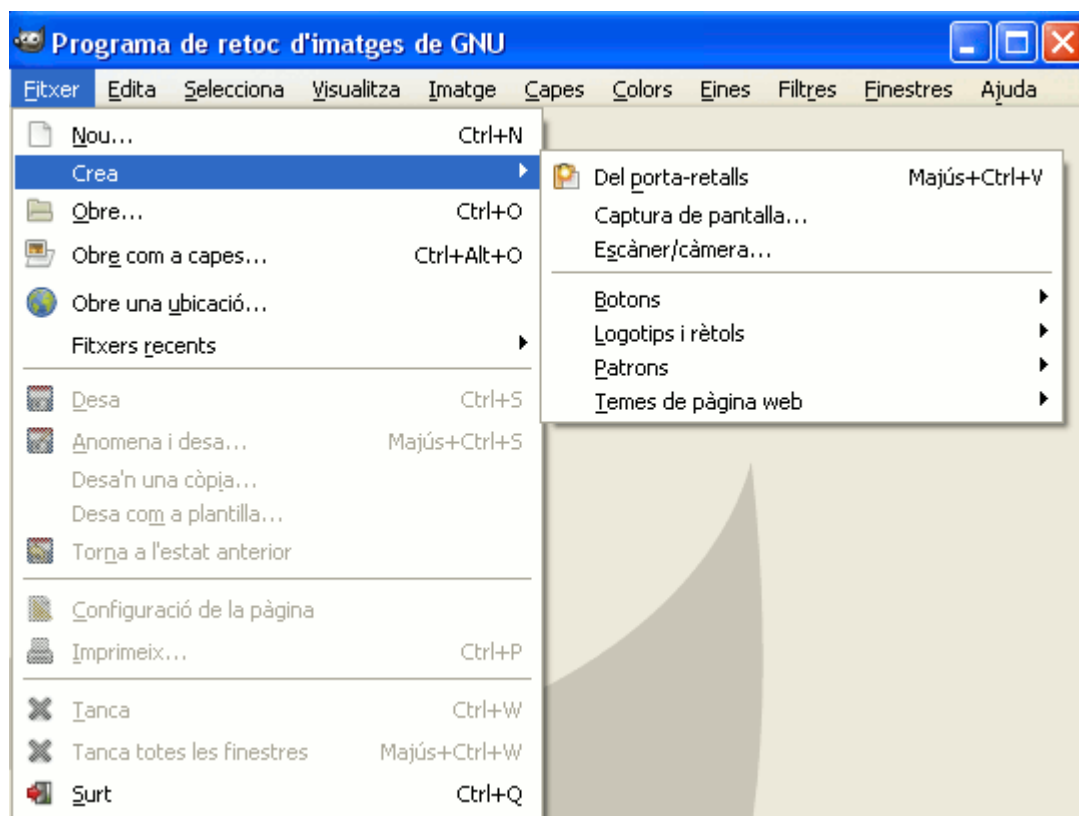 Programa de retoc d'imatges de GNU
Fitxer Edita Selecciona Visualitza Imatge Capes Colors Eines Filtres Finestres Ajuda
Nou... Ctrl+N
Crea
Obre... Ctrl+O
Obre com a capes... Ctrl+Alt+O
Obre una ubicació...
Fitxers recents
Desa Ctrl+S
Anomena i desa... Majús+Ctrl+S
Desa'n una còpia...
Desa com a plantilla...
Torna a l'estat anterior
Configuració de la pàgina
Imprimeix... Ctrl+P
Tanca Ctrl+W
Tanca totes les finestres Majús+Ctrl+W
Surt Ctrl+Q
Del porta-retalls Majús+Ctrl+V
Captura de pantalla...
Escàner/càmera...
Botons
Logotips i rètols
Patrons
Temes de pàgina web